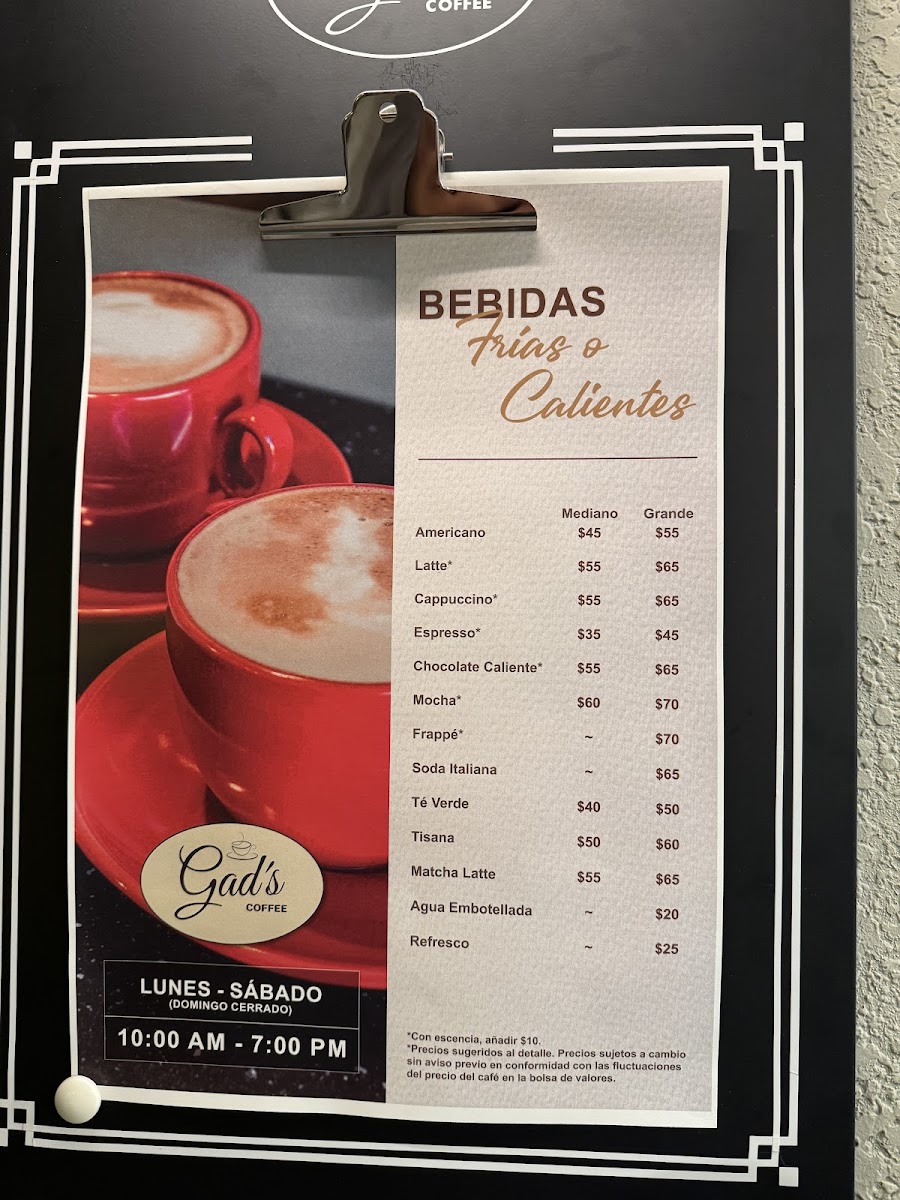 COFFEE
BEBIDAS
Frías o
Calientes
Mediano Grande
Americano $45 $55
Latte* $55 $65
Cappuccino* $55 $65
Espresso* $35 $45
Chocolate Caliente* $55 $65
Mocha* $60 $70
Frappé* ~ $70
Soda Italiana ~ $65
Té Verde $40 $50
Tisana $50 $60
Matcha Latte $55 $65
Agua Embotellada ~ $20
Refresco ~ $25
*Con escencia, añadir $10.
*Precios sugeridos al detalle. Precios sujetos a cambio
sin aviso previo en conformidad con las fluctuaciones
del precio del café en la bolsa de valores.
Gad's
COFFEE
LUNES - SÁBADO
(DOMINGO CERRADO)
10:00 AM - 7:00 PM